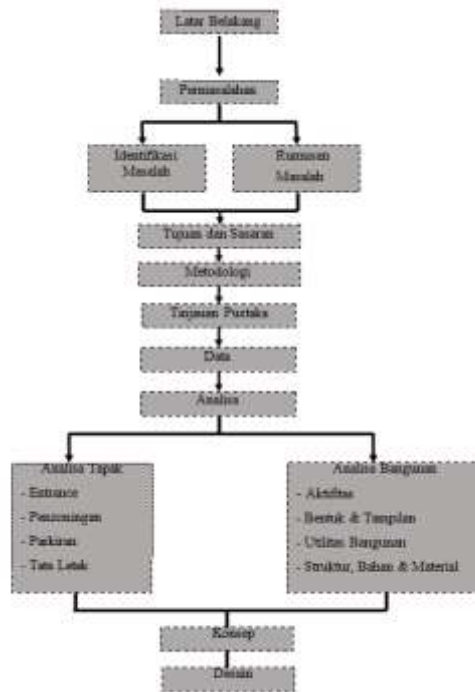 Latar Belakang
Permasalahan
Identifikasi
Masalah
Rumusan
Masalah
Tujuan dan Sasaran
Metodologi
Tinjauan Pustaka
Data
Analisa
Analisa Tapak
- Entrance
- Penzoningan
- Parkiran
- Tata Letak
Analisa Bangunan
- Aktifitas
- Bentuk & Tampilan
- Utilitas Bangunan
- Struktur, Bahan & Material
Konsep
Desain